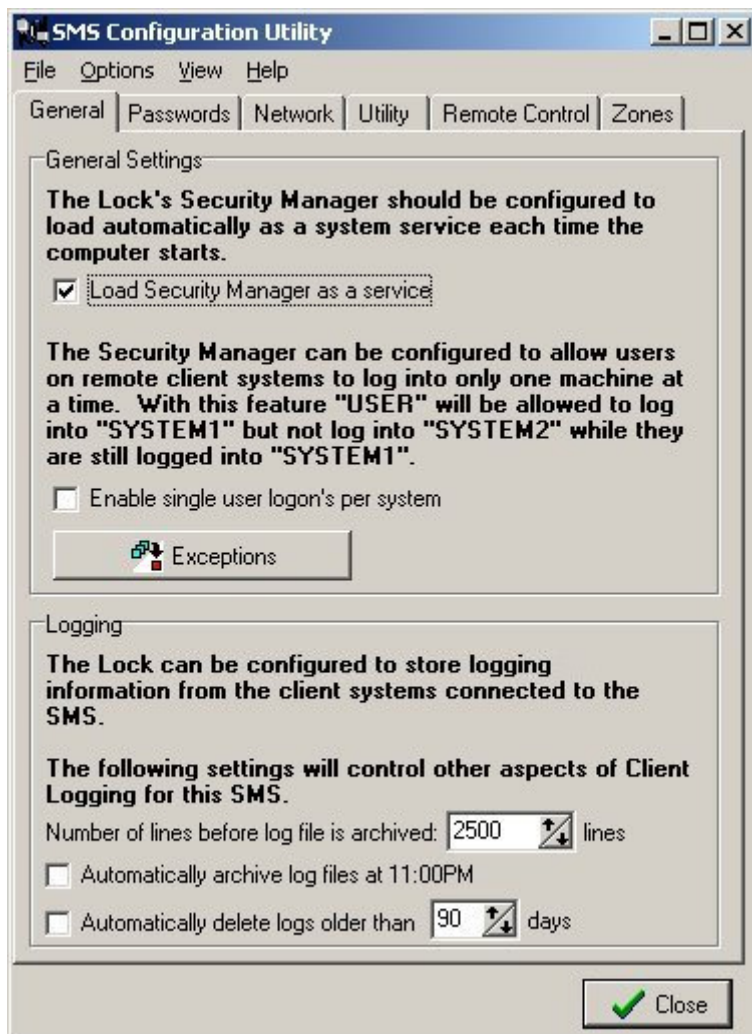 SMS Configuration Utility
File Options View Help
General Passwords Network Utility Remote Control Zones
General Settings
The Lock's Security Manager should be configured to
load automatically as a system service each time the
computer starts.
Load Security Manager as a service
The Security Manager can be configured to allow users
on remote client systems to log into only one machine at
a time. With this feature "USER" will be allowed to log
into "SYSTEM1" but not log into "SYSTEM2" while they
are still logged into "SYSTEM1".
Enable single user logon's per system
Exceptions
Logging
The Lock can be configured to store logging
information from the client systems connected to the
SMS.
The following settings will control other aspects of Client
Logging for this SMS.
Number of lines before log file is archived: 2500 lines
Automatically archive log files at 11:00PM
Automatically delete logs older than 90 days
Close